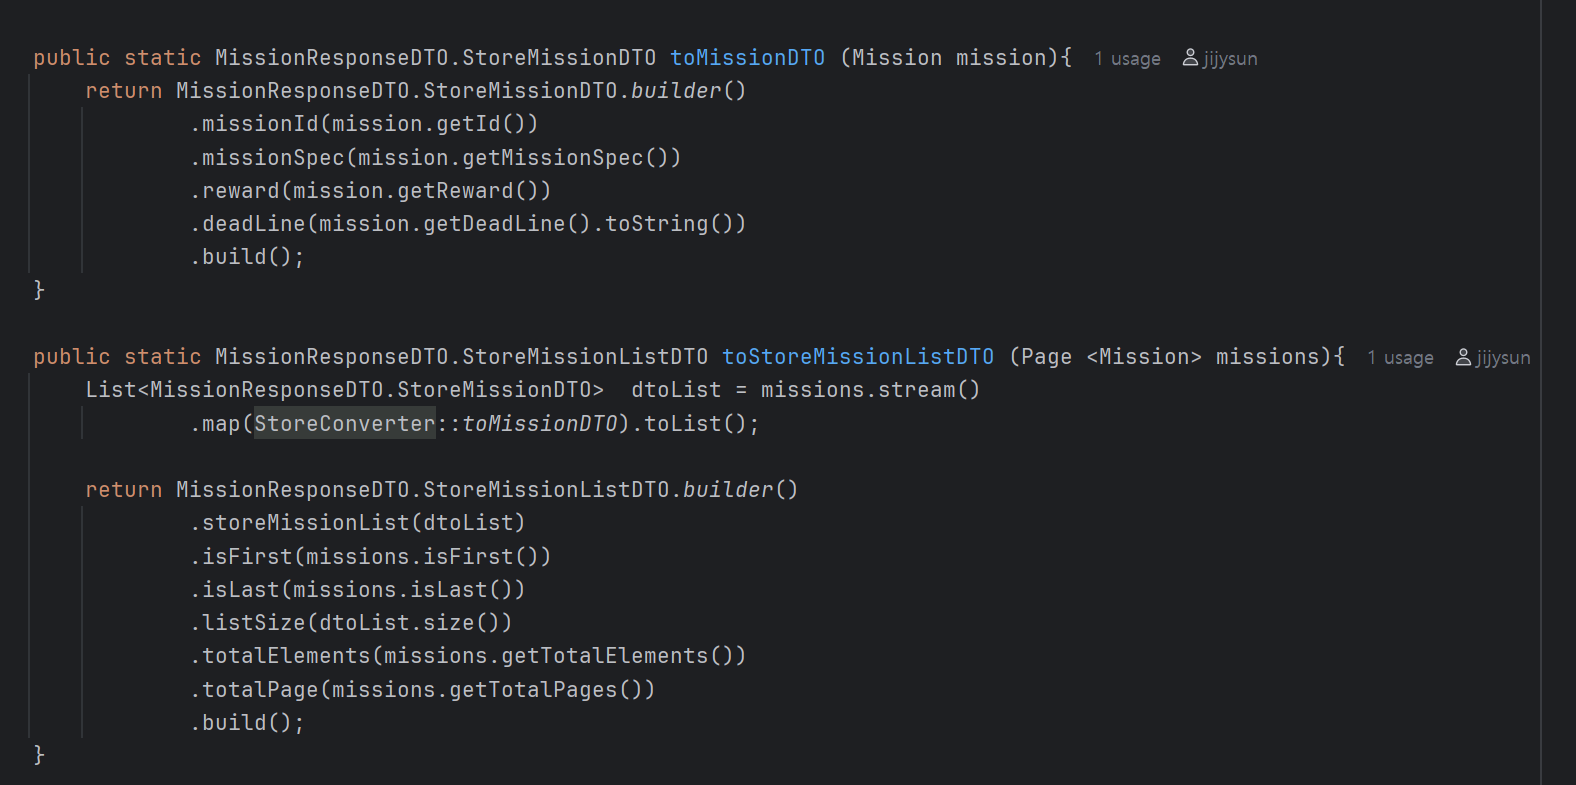 public static MissionResponseDTO.StoreMissionDTO toMissionDTO (Mission mission){ 1 usage jijysun
return MissionResponseDTO.StoreMissionDTO.builder()
.missionId(mission.getId())
.missionSpec(mission.getMissionSpec())
.reward(mission.getReward())
.deadLine(mission.getDeadLine().toString())
.build();
}
public static MissionResponseDTO.StoreMissionListDTO toStoreMissionListDTO (Page <Mission> missions){ 1 usage jijysun
List<MissionResponseDTO.StoreMissionDTO> dtoList = missions.stream()
.map(StoreConverter::toMissionDTO).toList();
return MissionResponseDTO.StoreMissionListDTO.builder()
.storeMissionList(dtoList)
.isFirst(missions.isFirst())
.isLast(missions.isLast())
.listSize(dtoList.size())
.totalElements(missions.getTotalElements())
.totalPage(missions.getTotalPages())
.build();
}